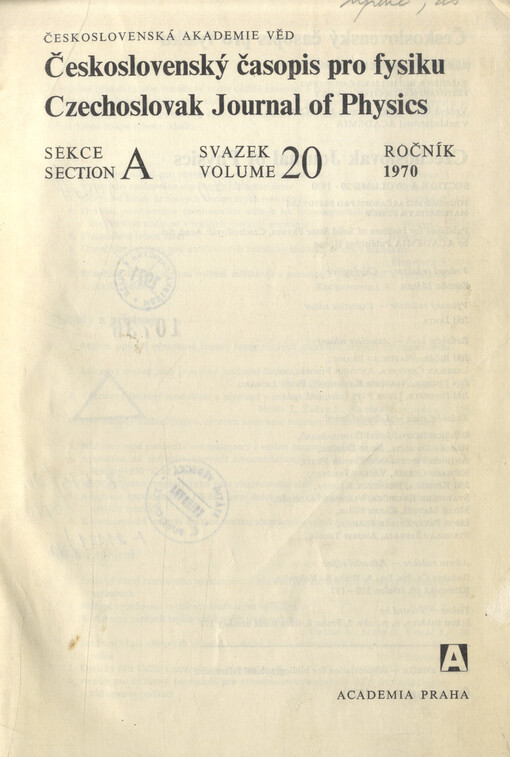 ČESKOSLOVENSKÁ AKADEMIE VĚD
Československý časopis pro fysiku
Czechoslovak Journal of Physics
SEKCE SECTION A SVAZEK VOLUME 20 ROČNÍK 1970
A
ACADEMIA PRAHA